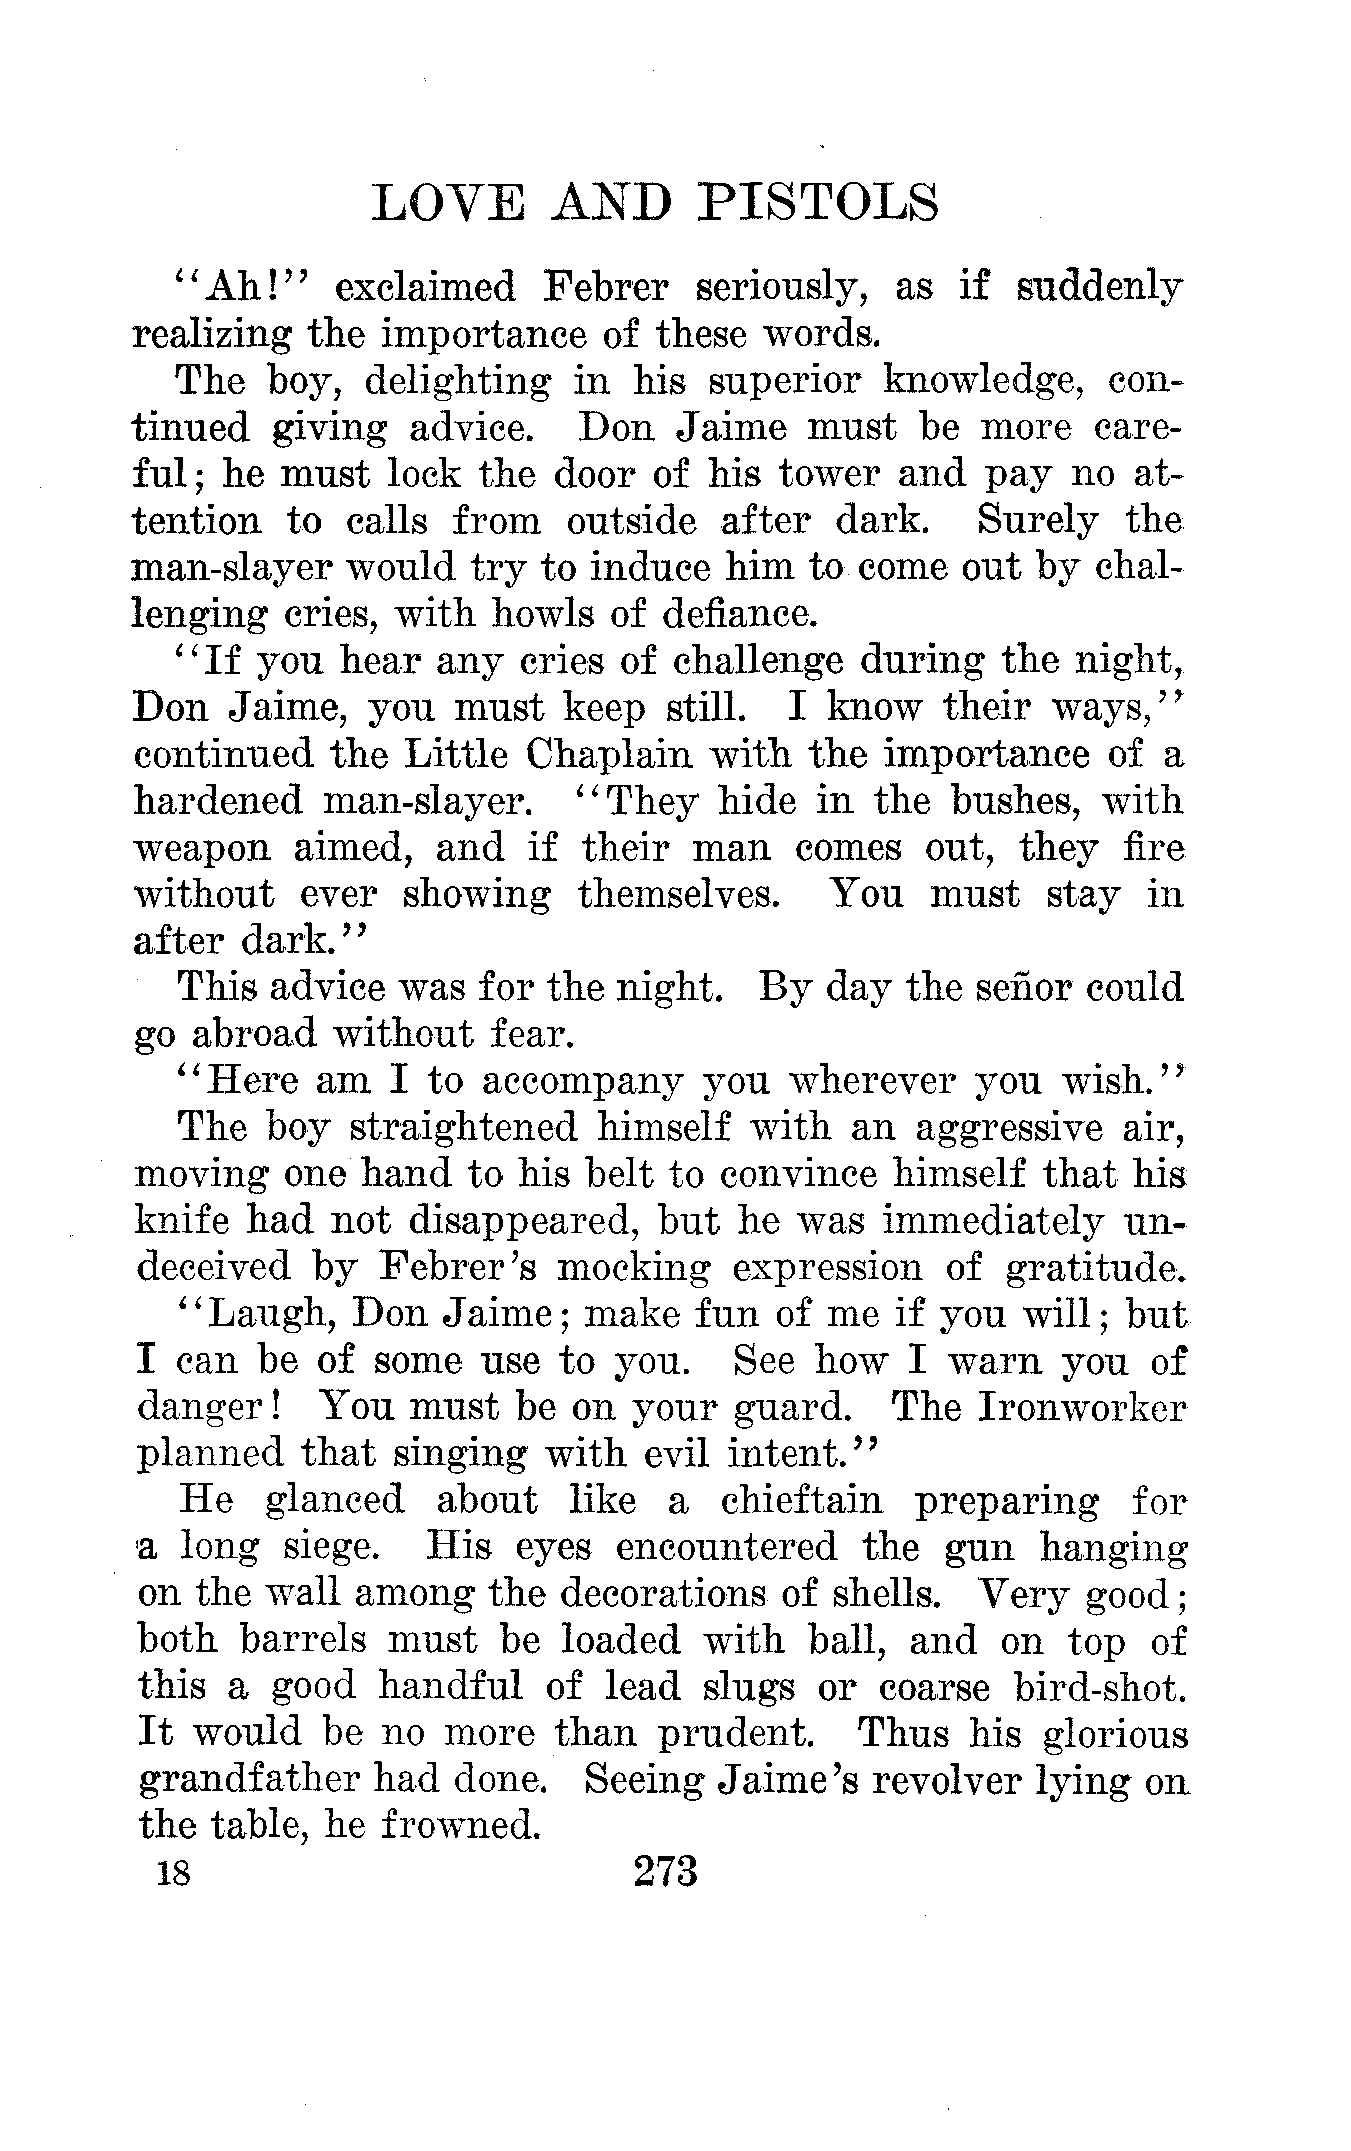 LOVE AND PISTOLS
"Ah!" exclaimed Febrer seriously, as if suddenly
realizing the importance of these words.
The boy, delighting in his superior knowledge, con-
tinued giving advice. Don Jaime must be more care-
ful; he must lock the door of his tower and pay no at-
tention to calls from outside after dark. Surely the
man-slayer would try to induce him to come out by chal-
lenging cries, with howls of defiance.
"If you hear any cries of challenge during the night,
Don Jaime, you must keep still. I know their ways,"
continued the Little Chaplain with the importance of a
hardened man-slayer. "They hide in the bushes, with
weapon aimed, and if their man comes out, they fire
without ever showing themselves. You must stay in
after dark."
This advice was for the night. By day the señor could
go abroad without fear.
"Here am I to accompany you wherever you wish."
The boy straightened himself with an aggressive air,
moving one hand to his belt to convince himself that his
knife had not disappeared, but he was immediately un-
deceived by Febrer's mocking expression of gratitude.
"Laugh, Don Jaime; make fun of me if you will; but
I can be of some use to you. See how I warn you of
danger! You must be on your guard. The Ironworker
planned that singing with evil intent."
He glanced about like a chieftain preparing for
a long siege. His eyes encountered the gun hanging
on the wall among the decorations of shells. Very good;
both barrels must be loaded with ball, and on top of
this a good handful of lead slugs or coarse bird-shot.
It would be no more than prudent. Thus his glorious
grandfather had done. Seeing Jaime's revolver lying on
the table, he frowned.
18 273